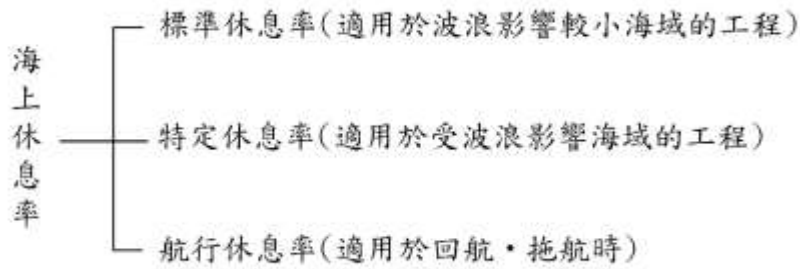 海上休息率
標準休息率(適用於波浪影響較小海域的工程)
特定休息率(適用於受波浪影響海域的工程)
航行休息率(適用於回航・拖航時)